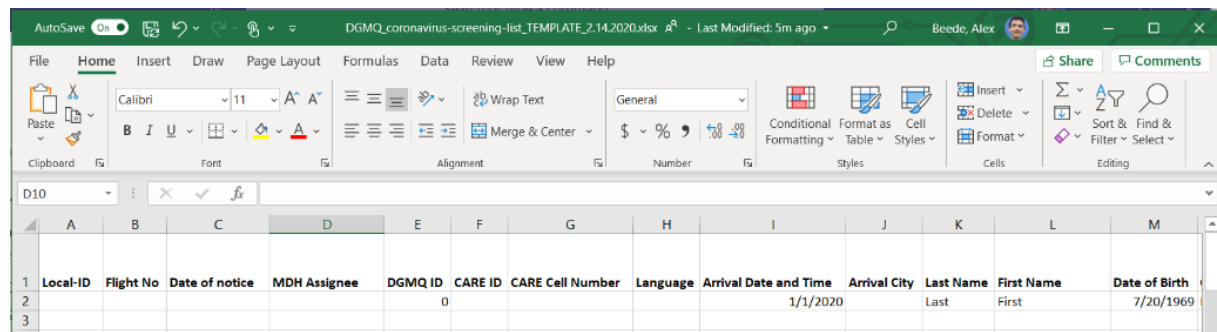 AutoSave On DGMQ_coronavirus-screening-list_TEMPLATE_2.14.2020.xlsx - Last Modified: 5m ago Beede, Alex
File Home Insert Draw Page Layout Formulas Data Review View Help Share Comments
Paste
Calibri 11 A^ A˅
B I U A
Wrap Text
Merge & Center
General
$ % 9
Conditional Formatting
Format as Table
Cell Styles
Insert
Delete
Format
Sort & Filter
Find & Select
Clipboard Font Alignment Number Styles Cells Editing
D10 fx
A B C D E F G H I J K L M
1 Local-ID Flight No Date of notice MDH Assignee DGMQ ID CARE ID CARE Cell Number Language Arrival Date and Time Arrival City Last Name First Name Date of Birth
2 0 1/1/2020 Last First 7/20/1969
3